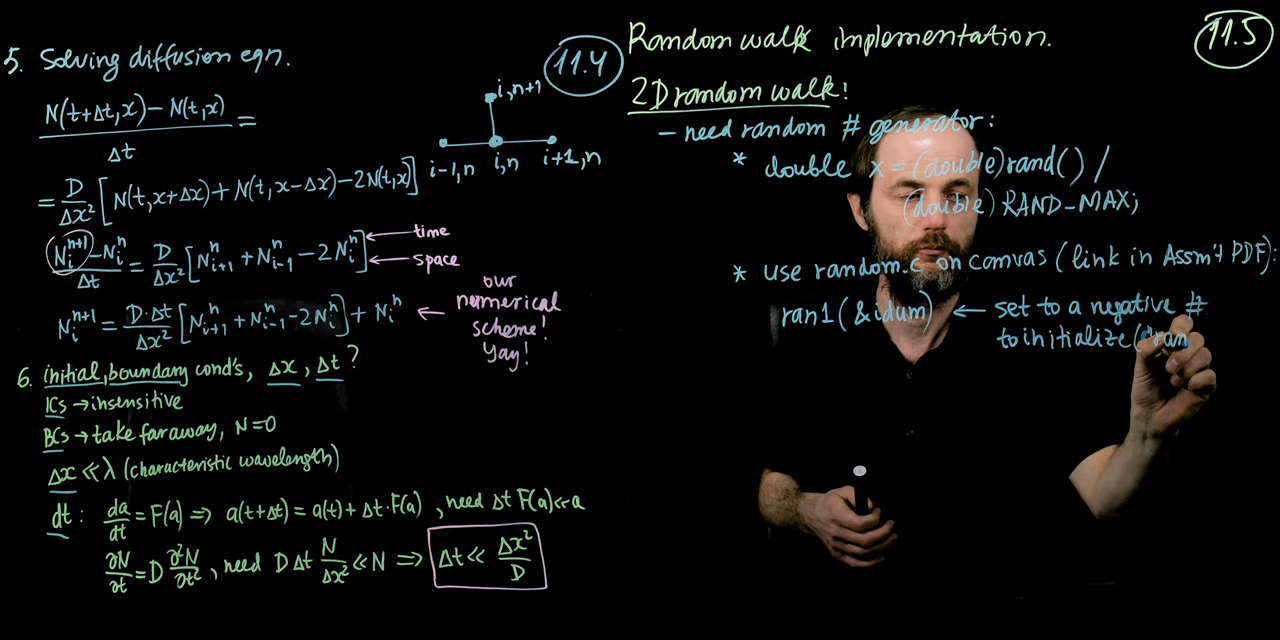 5. Solving diffusion eqn.
11.4
N(t+Δt,x)−N(t,x)
Δt
=
= D/Δx² [N(t,x+Δx)+N(t,x−Δx)−2N(t,x)]
i,n+1
i−1,n i,n i+1,n
(N_i^{n+1}−N_i^n)/Δt = D/Δx² [N_{i+1}^n + N_{i−1}^n − 2N_i^n]
← time
← space
N_i^{n+1} = D·Δt/Δx² [N_{i+1}^n + N_{i−1}^n − 2N_i^n] + N_i^n ←
our
numerical
scheme!
Yay!
6. initial, boundary cond's, Δx, Δt?
ICs → insensitive
BCs → take far away, N=0
Δx ≪ λ (characteristic wavelength)
dt: da/dt = F(a) ⇒ a(t+Δt) = a(t) + Δt·F(a), need Δt F(a)≪a
∂N/∂t = D ∂²N/∂t², need D Δt N/Δx² ≪ N ⇒ Δt ≪ Δx²/D
Random walk implementation.
11.5
2D random walk!
− need random # generator:
* double x = (double)rand() /
(double) RAND_MAX;
* use random.c on canvas (link in Assm't PDF):
ran1(&idum) ← set to a negative #
to initialize ("ran